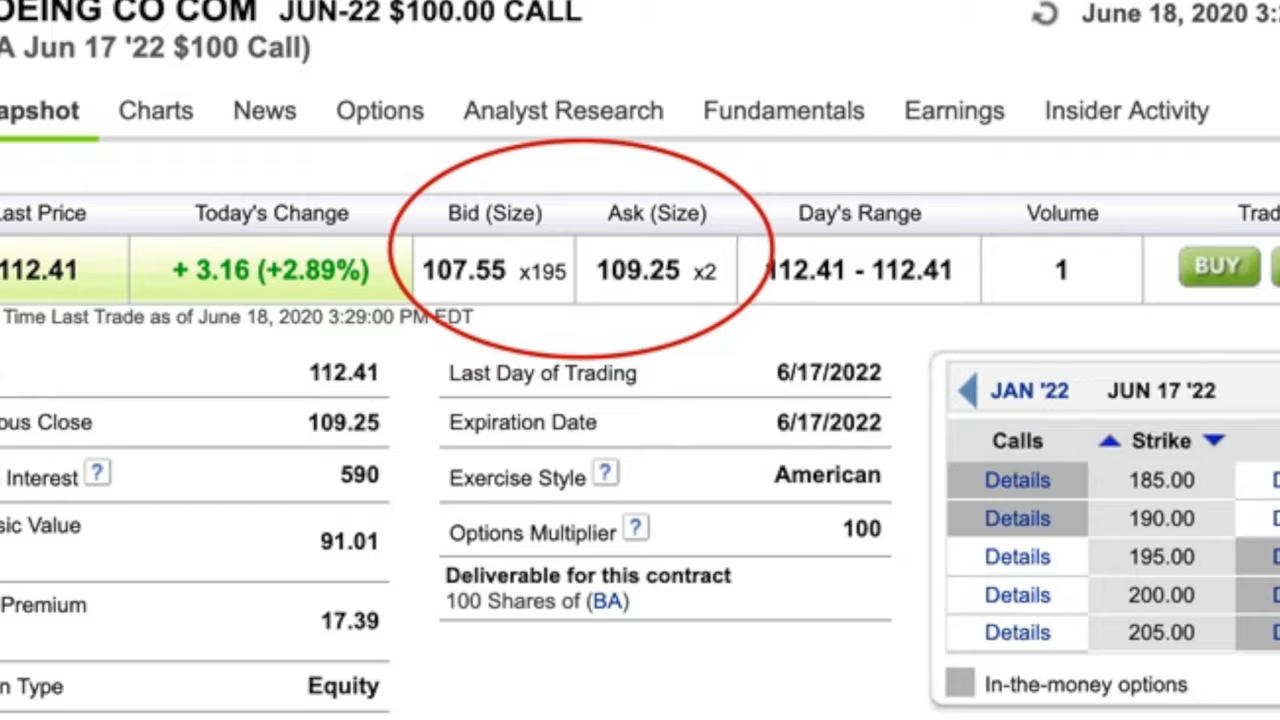 OEING CO COM JUN-22 $100.00 CALL
June 18, 2020 3:
A Jun 17 '22 $100 Call)
apshot Charts News Options Analyst Research Fundamentals Earnings Insider Activity
Last Price Today's Change Bid (Size) Ask (Size) Day's Range Volume Trad
112.41 + 3.16 (+2.89%) 107.55 x195 109.25 x2 112.41 - 112.41 1 BUY
Time Last Trade as of June 18, 2020 3:29:00 PM EDT
112.41
ous Close 109.25
Interest ? 590
sic Value 91.01
Premium 17.39
n Type Equity
Last Day of Trading 6/17/2022
Expiration Date 6/17/2022
Exercise Style ? American
Options Multiplier ? 100
Deliverable for this contract
100 Shares of (BA)
JAN '22 JUN 17 '22
Calls Strike
Details 185.00
Details 190.00
Details 195.00
Details 200.00
Details 205.00
In-the-money options